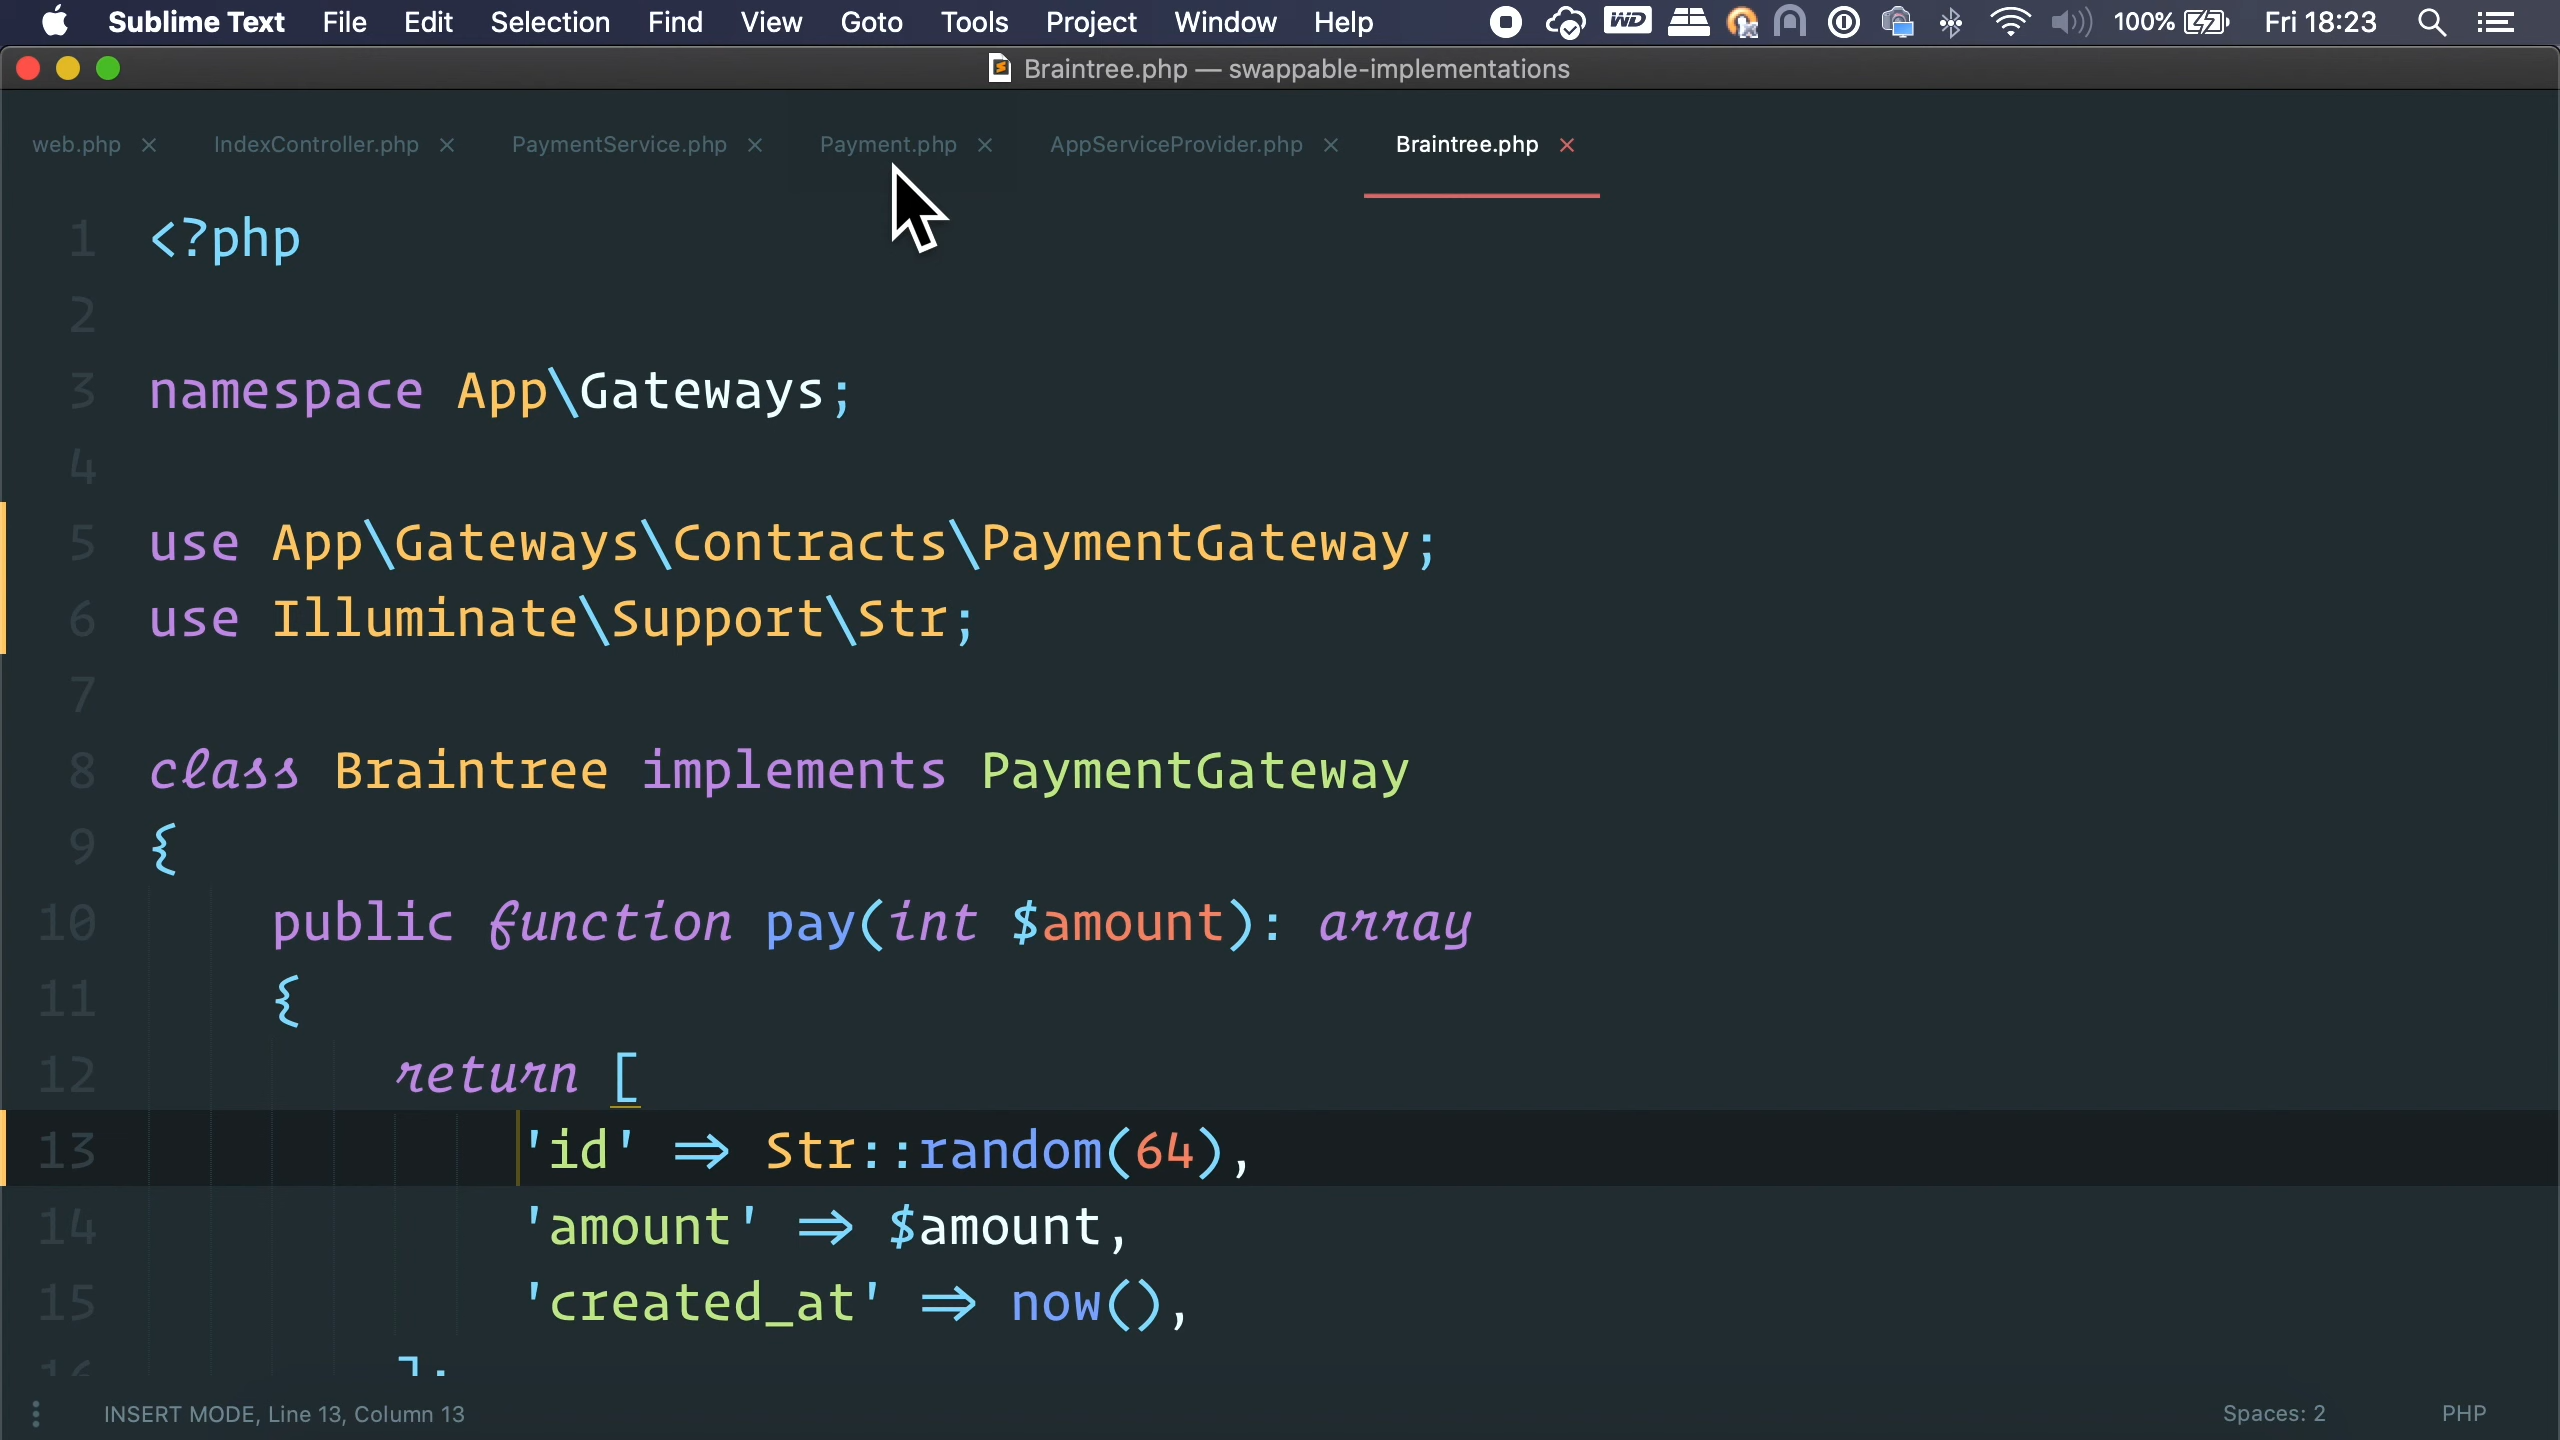 Sublime Text File Edit Selection Find View Goto Tools Project Window Help WD 100% Fri 18:23
Braintree.php — swappable-implementations
web.php × IndexController.php × PaymentService.php × Payment.php × AppServiceProvider.php × Braintree.php ×
1 <?php
2
3 namespace App\Gateways;
4
5 use App\Gateways\Contracts\PaymentGateway;
6 use Illuminate\Support\Str;
7
8 class Braintree implements PaymentGateway
9 {
10 public function pay(int $amount): array
11 {
12 return [
13 'id' => Str::random(64),
14 'amount' => $amount,
15 'created_at' => now(),
16 ];
INSERT MODE, Line 13, Column 13 Spaces: 2 PHP